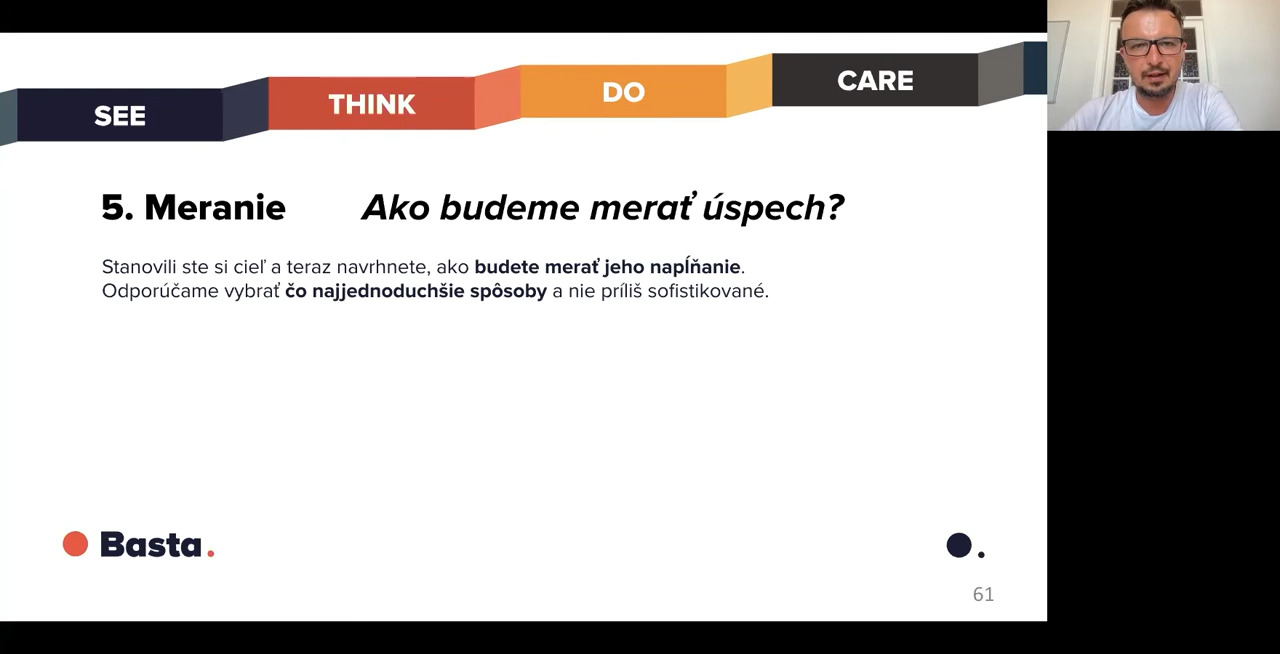 SEE
THINK
DO
CARE
5. Meranie Ako budeme merať úspech?
Stanovili ste si cieľ a teraz navrhnete, ako budete merať jeho napĺňanie.
Odporúčame vybrať čo najjednoduchšie spôsoby a nie príliš sofistikované.
Basta.
61